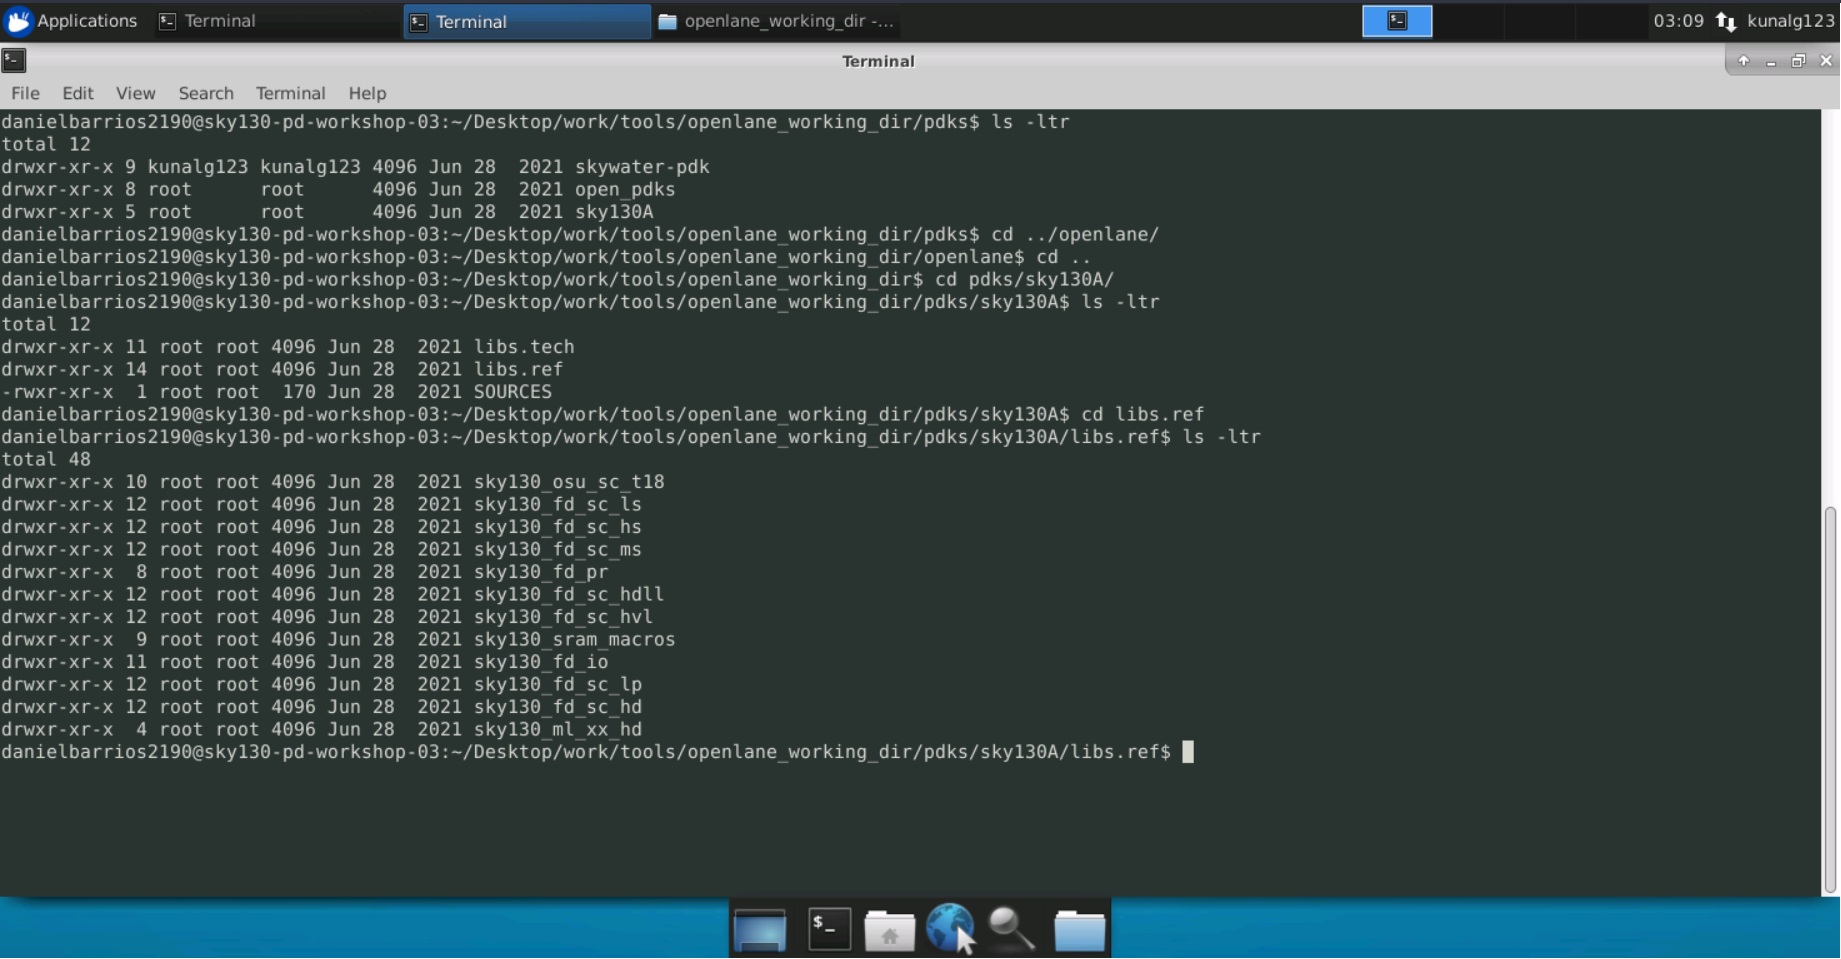 Applications Terminal Terminal openlane_working_dir -... 03:09 kunalg123
Terminal
File Edit View Search Terminal Help
danielbarrios2190@sky130-pd-workshop-03:~/Desktop/work/tools/openlane_working_dir/pdks$ ls -ltr
total 12
drwxr-xr-x 9 kunalg123 kunalg123 4096 Jun 28  2021 skywater-pdk
drwxr-xr-x 8 root      root      4096 Jun 28  2021 open_pdks
drwxr-xr-x 5 root      root      4096 Jun 28  2021 sky130A
danielbarrios2190@sky130-pd-workshop-03:~/Desktop/work/tools/openlane_working_dir/pdks$ cd ../openlane/
danielbarrios2190@sky130-pd-workshop-03:~/Desktop/work/tools/openlane_working_dir/openlane$ cd ..
danielbarrios2190@sky130-pd-workshop-03:~/Desktop/work/tools/openlane_working_dir$ cd pdks/sky130A/
danielbarrios2190@sky130-pd-workshop-03:~/Desktop/work/tools/openlane_working_dir/pdks/sky130A$ ls -ltr
total 12
drwxr-xr-x 11 root root 4096 Jun 28  2021 libs.tech
drwxr-xr-x 14 root root 4096 Jun 28  2021 libs.ref
-rwxr-xr-x  1 root root  170 Jun 28  2021 SOURCES
danielbarrios2190@sky130-pd-workshop-03:~/Desktop/work/tools/openlane_working_dir/pdks/sky130A$ cd libs.ref
danielbarrios2190@sky130-pd-workshop-03:~/Desktop/work/tools/openlane_working_dir/pdks/sky130A/libs.ref$ ls -ltr
total 48
drwxr-xr-x 10 root root 4096 Jun 28  2021 sky130_osu_sc_t18
drwxr-xr-x 12 root root 4096 Jun 28  2021 sky130_fd_sc_ls
drwxr-xr-x 12 root root 4096 Jun 28  2021 sky130_fd_sc_hs
drwxr-xr-x 12 root root 4096 Jun 28  2021 sky130_fd_sc_ms
drwxr-xr-x  8 root root 4096 Jun 28  2021 sky130_fd_pr
drwxr-xr-x 12 root root 4096 Jun 28  2021 sky130_fd_sc_hdll
drwxr-xr-x 12 root root 4096 Jun 28  2021 sky130_fd_sc_hvl
drwxr-xr-x  9 root root 4096 Jun 28  2021 sky130_sram_macros
drwxr-xr-x 11 root root 4096 Jun 28  2021 sky130_fd_io
drwxr-xr-x 12 root root 4096 Jun 28  2021 sky130_fd_sc_lp
drwxr-xr-x 12 root root 4096 Jun 28  2021 sky130_fd_sc_hd
drwxr-xr-x  4 root root 4096 Jun 28  2021 sky130_ml_xx_hd
danielbarrios2190@sky130-pd-workshop-03:~/Desktop/work/tools/openlane_working_dir/pdks/sky130A/libs.ref$